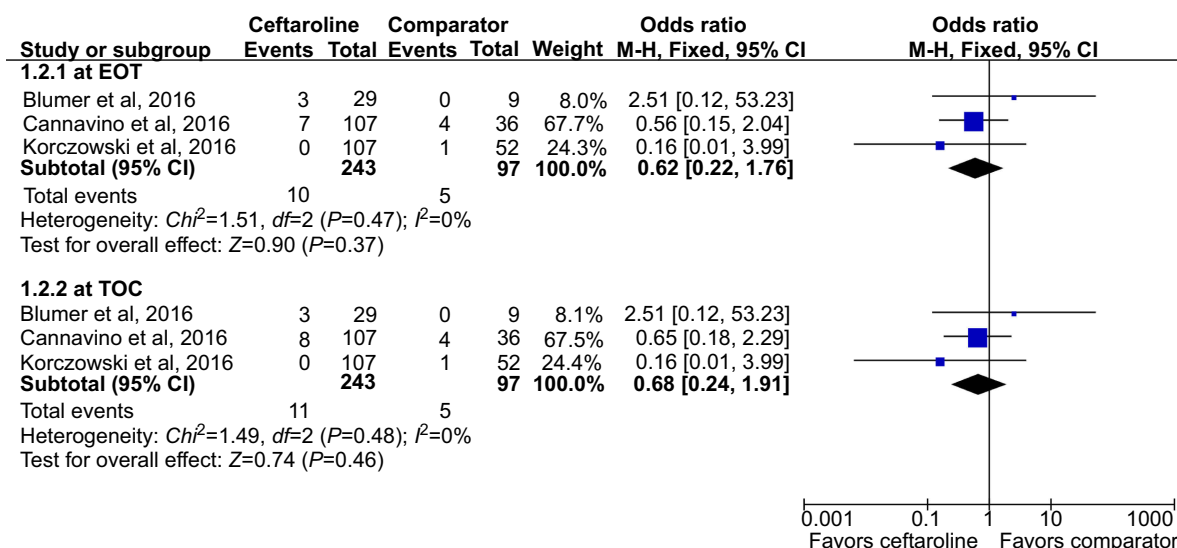 Ceftaroline Comparator Odds ratio Odds ratio
Study or subgroup Events Total Events Total Weight M-H, Fixed, 95% CI M-H, Fixed, 95% CI
1.2.1 at EOT
Blumer et al, 2016 3 29 0 9 8.0% 2.51 [0.12, 53.23]
Cannavino et al, 2016 7 107 4 36 67.7% 0.56 [0.15, 2.04]
Korczowski et al, 2016 0 107 1 52 24.3% 0.16 [0.01, 3.99]
Subtotal (95% CI) 243 97 100.0% 0.62 [0.22, 1.76]
Total events 10 5
Heterogeneity: Chi²=1.51, df=2 (P=0.47); I²=0%
Test for overall effect: Z=0.90 (P=0.37)
1.2.2 at TOC
Blumer et al, 2016 3 29 0 9 8.1% 2.51 [0.12, 53.23]
Cannavino et al, 2016 8 107 4 36 67.5% 0.65 [0.18, 2.29]
Korczowski et al, 2016 0 107 1 52 24.4% 0.16 [0.01, 3.99]
Subtotal (95% CI) 243 97 100.0% 0.68 [0.24, 1.91]
Total events 11 5
Heterogeneity: Chi²=1.49, df=2 (P=0.48); I²=0%
Test for overall effect: Z=0.74 (P=0.46)
0.001 0.1 1 10 1000
Favors ceftaroline Favors comparator